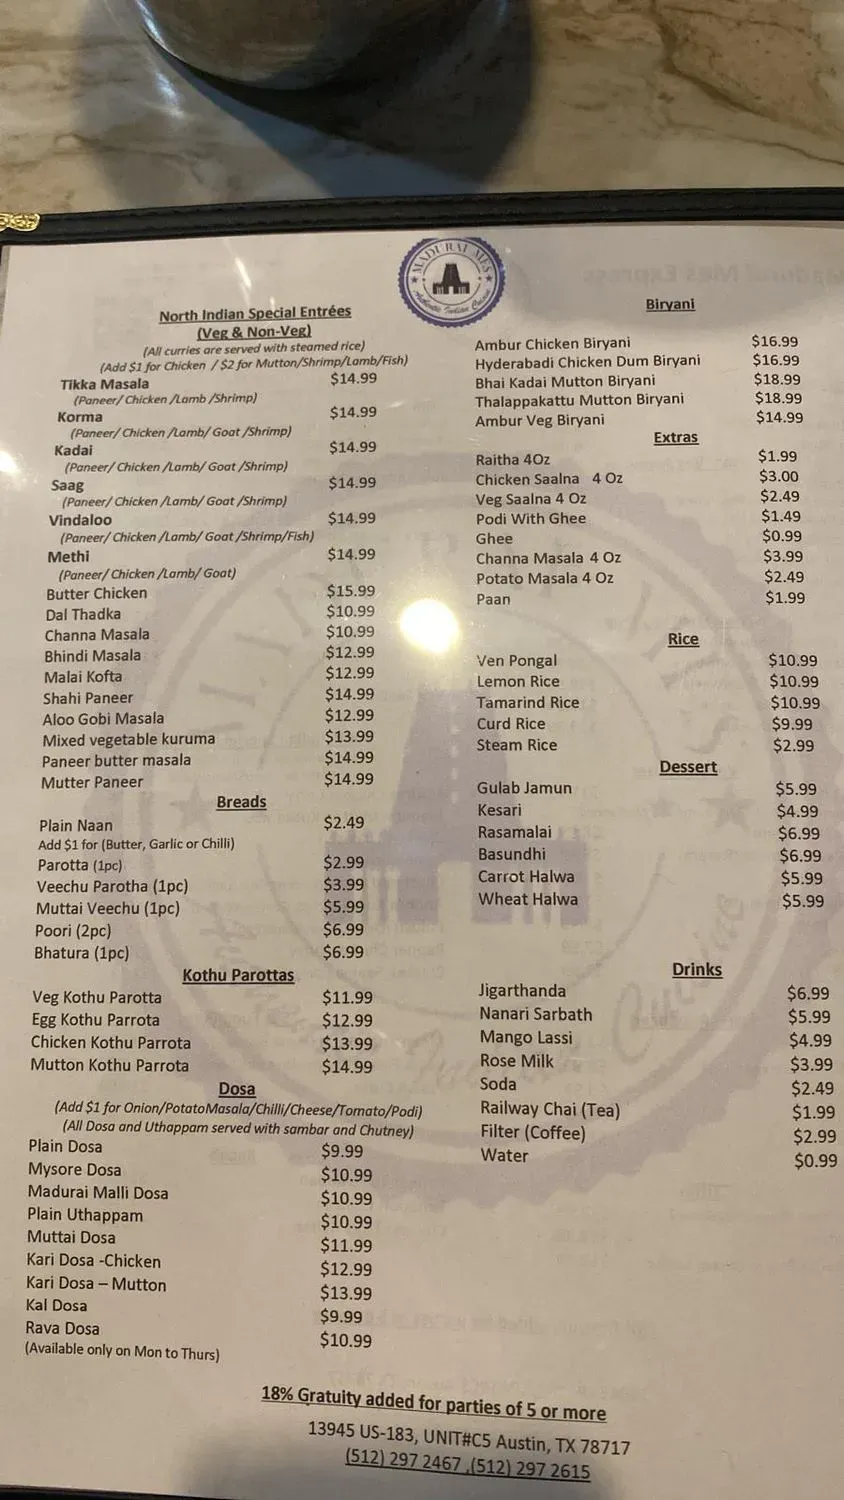 MADURAI MES
Authentic Indian Cuisine
North Indian Special Entrées
(Veg & Non-Veg)
(All curries are served with steamed rice)
(Add $1 for Chicken / $2 for Mutton/Shrimp/Lamb/Fish)
Tikka Masala $14.99
(Paneer/ Chicken /Lamb /Shrimp)
Korma $14.99
(Paneer/ Chicken /Lamb/ Goat /Shrimp)
Kadai $14.99
(Paneer/ Chicken /Lamb/ Goat /Shrimp)
Saag $14.99
(Paneer/ Chicken /Lamb/ Goat /Shrimp)
Vindaloo $14.99
(Paneer/ Chicken /Lamb/ Goat /Shrimp/Fish)
Methi $14.99
(Paneer/ Chicken /Lamb/ Goat)
Butter Chicken $15.99
Dal Thadka $10.99
Channa Masala $10.99
Bhindi Masala $12.99
Malai Kofta $12.99
Shahi Paneer $14.99
Aloo Gobi Masala $12.99
Mixed vegetable kuruma $13.99
Paneer butter masala $14.99
Mutter Paneer $14.99
Breads
Plain Naan $2.49
Add $1 for (Butter, Garlic or Chilli)
Parotta (1pc) $2.99
Veechu Parotha (1pc) $3.99
Muttai Veechu (1pc) $5.99
Poori (2pc) $6.99
Bhatura (1pc) $6.99
Kothu Parottas
Veg Kothu Parotta $11.99
Egg Kothu Parrota $12.99
Chicken Kothu Parrota $13.99
Mutton Kothu Parrota $14.99
Dosa
(Add $1 for Onion/PotatoMasala/Chilli/Cheese/Tomato/Podi)
(All Dosa and Uthappam served with sambar and Chutney)
Plain Dosa $9.99
Mysore Dosa $10.99
Madurai Malli Dosa $10.99
Plain Uthappam $10.99
Muttai Dosa $11.99
Kari Dosa -Chicken $12.99
Kari Dosa – Mutton $13.99
Kal Dosa $9.99
Rava Dosa $10.99
(Available only on Mon to Thurs)
Biryani
Ambur Chicken Biryani $16.99
Hyderabadi Chicken Dum Biryani $16.99
Bhai Kadai Mutton Biryani $18.99
Thalappakattu Mutton Biryani $18.99
Ambur Veg Biryani $14.99
Extras
Raitha 4Oz $1.99
Chicken Saalna 4 Oz $3.00
Veg Saalna 4 Oz $2.49
Podi With Ghee $1.49
Ghee $0.99
Channa Masala 4 Oz $3.99
Potato Masala 4 Oz $2.49
Paan $1.99
Rice
Ven Pongal $10.99
Lemon Rice $10.99
Tamarind Rice $10.99
Curd Rice $9.99
Steam Rice $2.99
Dessert
Gulab Jamun $5.99
Kesari $4.99
Rasamalai $6.99
Basundhi $6.99
Carrot Halwa $5.99
Wheat Halwa $5.99
Drinks
Jigarthanda $6.99
Nanari Sarbath $5.99
Mango Lassi $4.99
Rose Milk $3.99
Soda $2.49
Railway Chai (Tea) $1.99
Filter (Coffee) $2.99
Water $0.99
18% Gratuity added for parties of 5 or more
13945 US-183, UNIT#C5 Austin, TX 78717
(512) 297 2467 ,(512) 297 2615